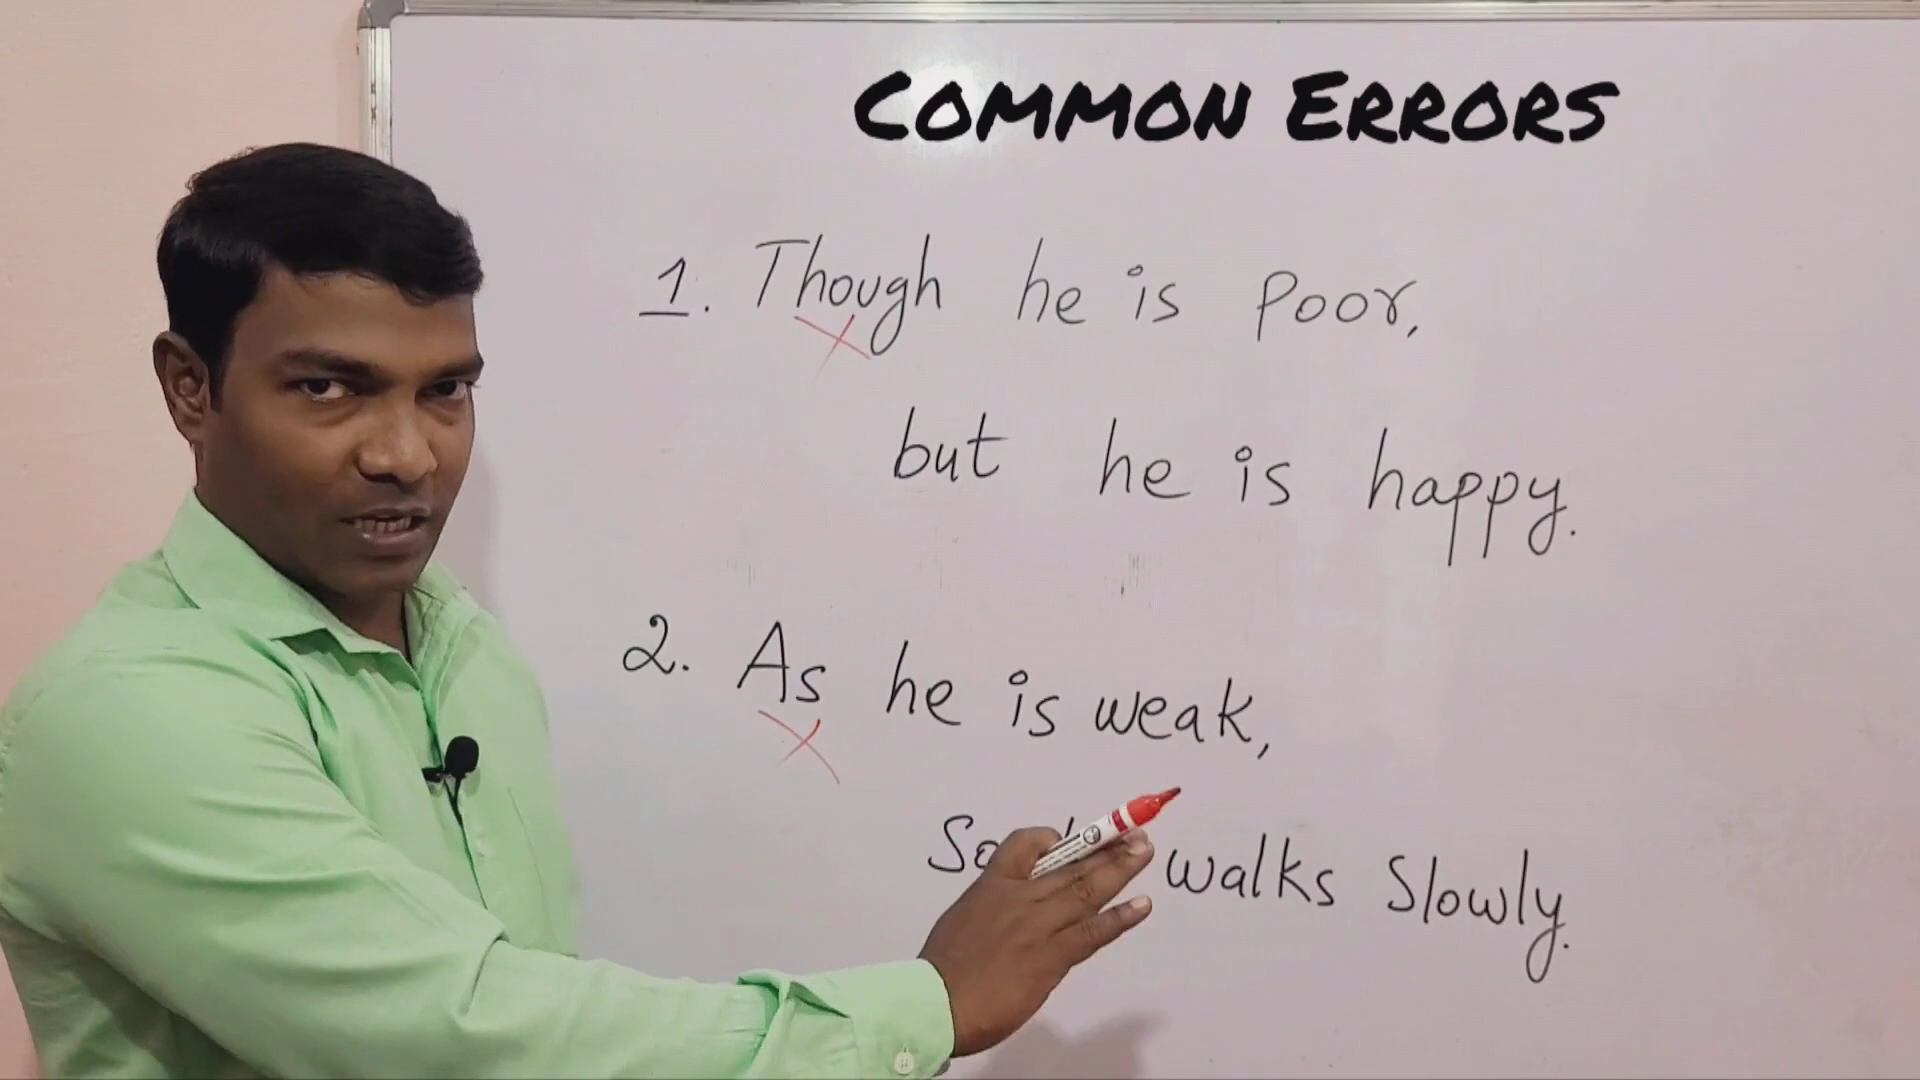 COMMON ERRORS
1. Though he is Poor,
but he is happy.
2. As he is weak,
So walks Slowly.